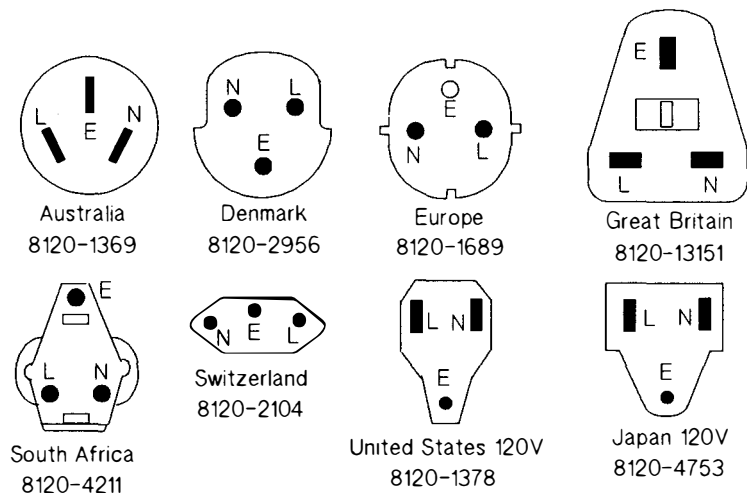 L E N
Australia
8120-1369
N L
E
Denmark
8120-2956
E
N L
Europe
8120-1689
E
L N
Great Britain
8120-13151
E
L N
South Africa
8120-4211
N E L
Switzerland
8120-2104
L N
E
United States 120V
8120-1378
L N
E
Japan 120V
8120-4753